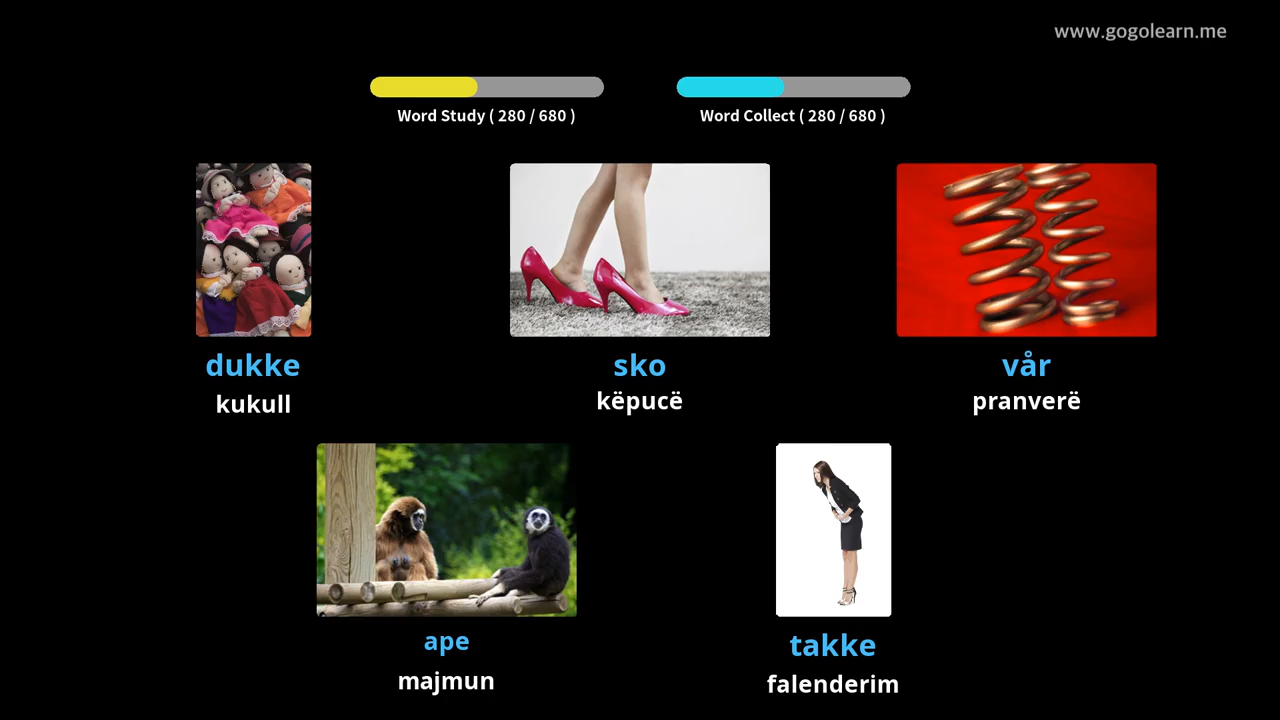 www.gogolearn.me
Word Study ( 280 / 680 )
Word Collect ( 280 / 680 )
dukke
kukull
sko
këpucë
vår
pranverë
ape
majmun
takke
falenderim